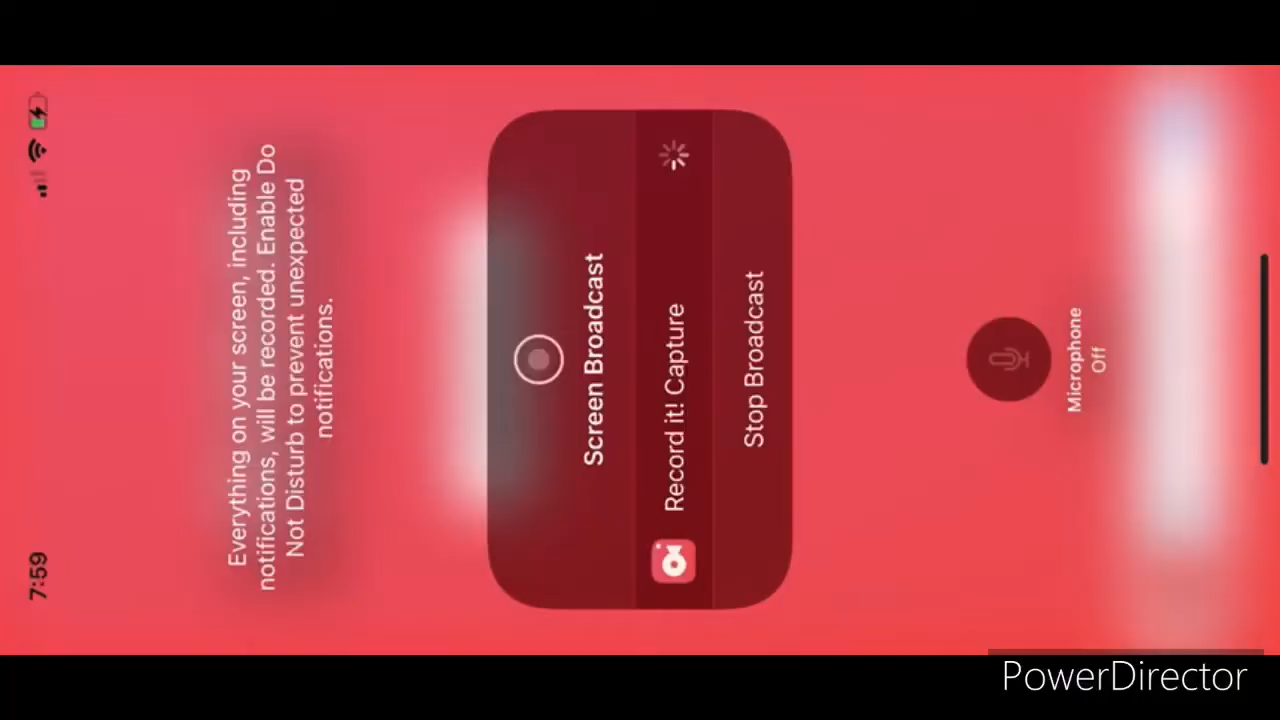 7:59
Everything on your screen, including
notifications, will be recorded. Enable Do
Not Disturb to prevent unexpected
notifications.
Screen Broadcast
Record it! Capture
Stop Broadcast
Microphone
Off
PowerDirector